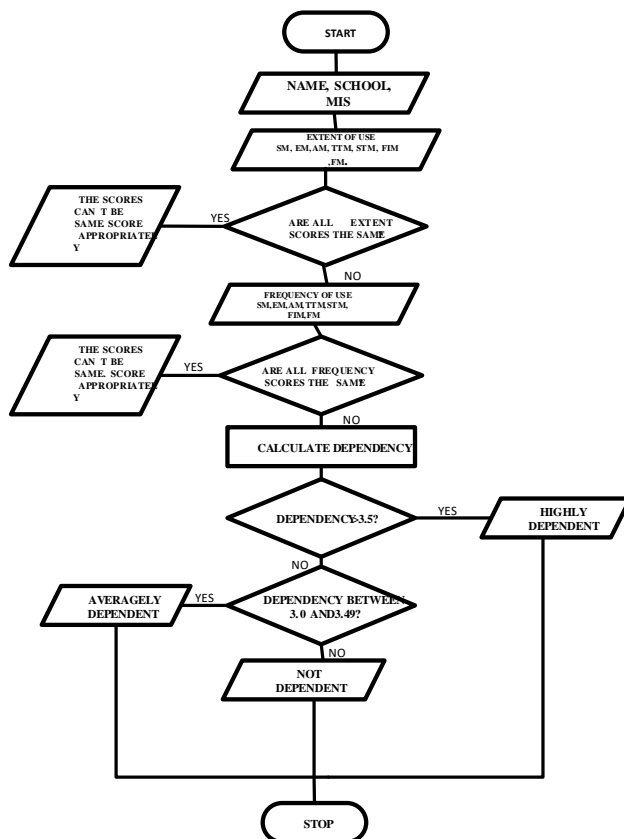 START
NAME, SCHOOL,
MIS
EXTENT OF USE
SM, EM,AM, TTM, STM, FIM
,FM.
THE SCORES
CAN T BE
SAME SCORE
APPROPRIATEL
Y
YES
ARE ALL EXTENT
SCORES THE SAME?
NO
FREQUENCY OF USE
SM,EM,AM,TTM,STM,
FIM,FM
THE SCORES
CAN T BE
SAME. SCORE
APPROPRIATEL
Y
YES
ARE ALL FREQUENCY
SCORES THE SAME?
NO
CALCULATE DEPENDENCY
DEPENDENCY>3.5?
YES
HIGHLY
DEPENDENT
NO
AVERAGELY
DEPENDENT
YES
DEPENDENCY BETWEEN
3.0 AND3.49?
NO
NOT
DEPENDENT
STOP